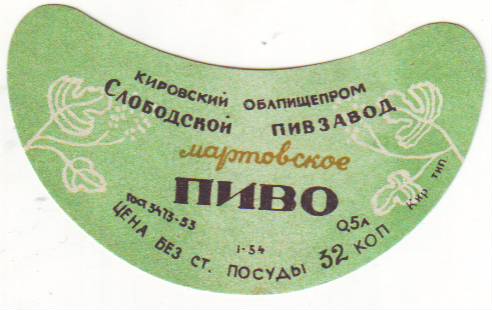 КИРОВСКИЙ ОБЛПИЩЕПРОМ
СЛОБОДСКОЙ ПИВЗАВОД
мартовское
ПИВО
ГОСТ 3473-53
0,5л
1-54
ЦЕНА БЕЗ СТ. ПОСУДЫ 32 КОП
Кир тип.